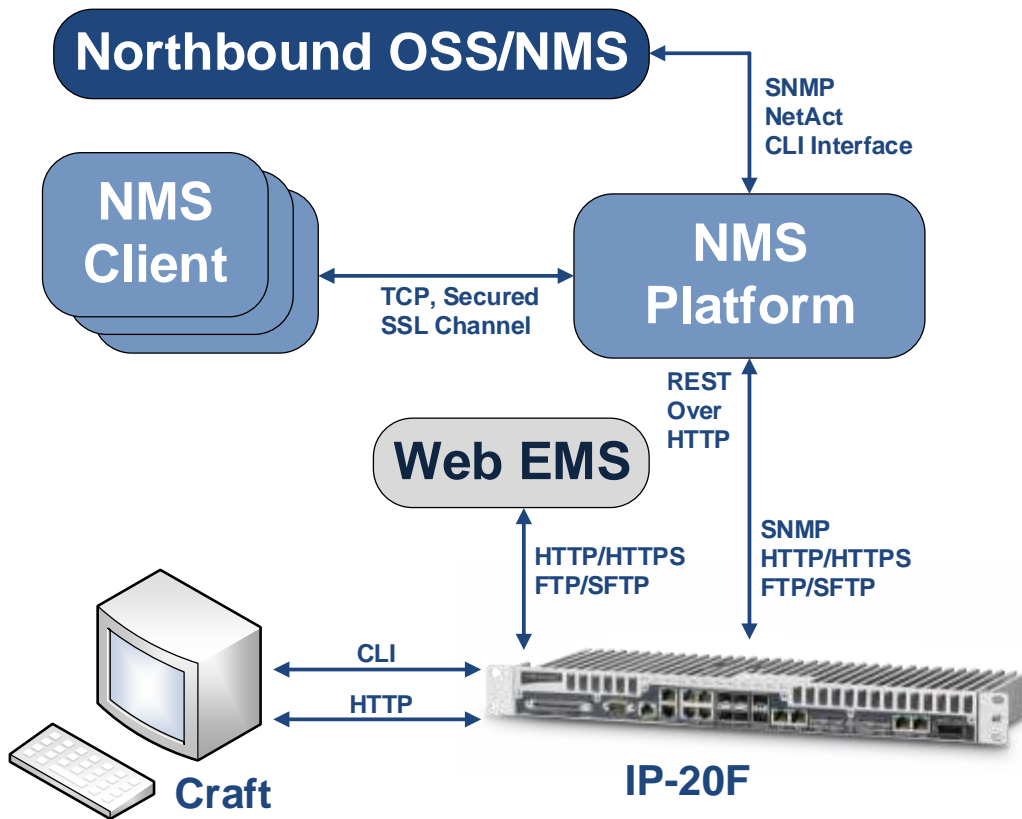 Northbound OSS/NMS
SNMP
NetAct
CLI Interface
NMS
Client
NMS
Platform
TCP, Secured
SSL Channel
REST
Over
HTTP
Web EMS
SNMP
HTTP/HTTPS
FTP/SFTP
HTTP/HTTPS
FTP/SFTP
CLI
HTTP
IP-20F
Craft